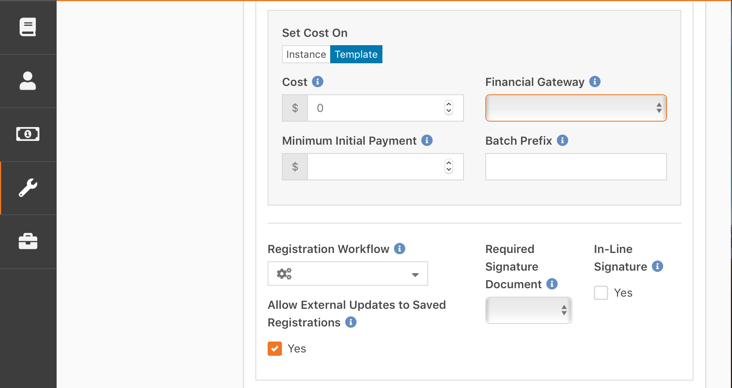 Set Cost On
Instance Template
Cost Financial Gateway
$ 0
Minimum Initial Payment Batch Prefix
$
Registration Workflow
Required
Signature
Document
In-Line
Signature
Yes
Allow External Updates to Saved
Registrations
Yes